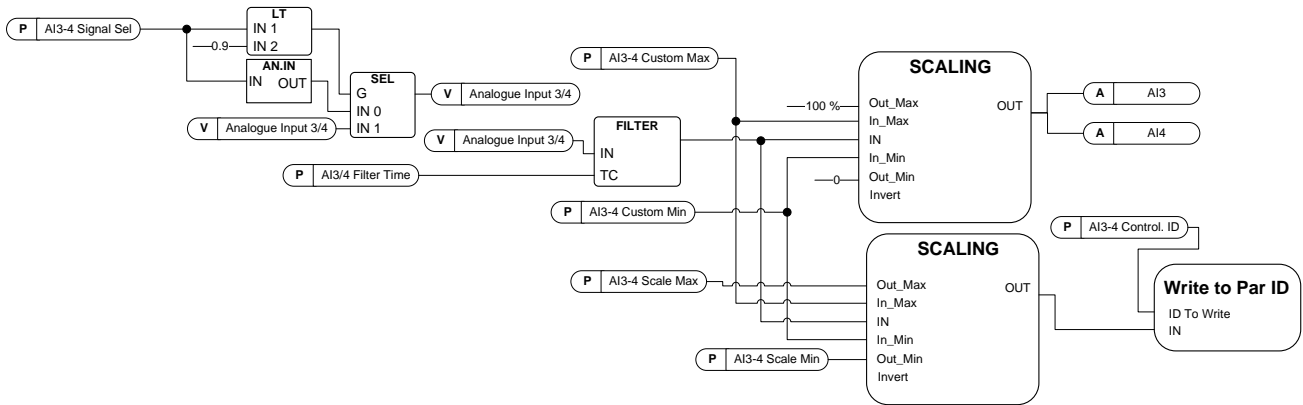 P AI3-4 Signal Sel
LT
IN 1
0.9 IN 2
AN.IN
IN OUT
SEL
G
IN 0
IN 1
V Analogue Input 3/4
V Analogue Input 3/4
V Analogue Input 3/4
P AI3/4 Filter Time
FILTER
IN
TC
P AI3-4 Custom Max
P AI3-4 Custom Min
SCALING
100 % Out_Max OUT
In_Max
IN
In_Min
0 Out_Min
Invert
A AI3
A AI4
P AI3-4 Scale Max
P AI3-4 Scale Min
SCALING
Out_Max OUT
In_Max
IN
In_Min
Out_Min
Invert
P AI3-4 Control. ID
Write to Par ID
ID To Write
IN